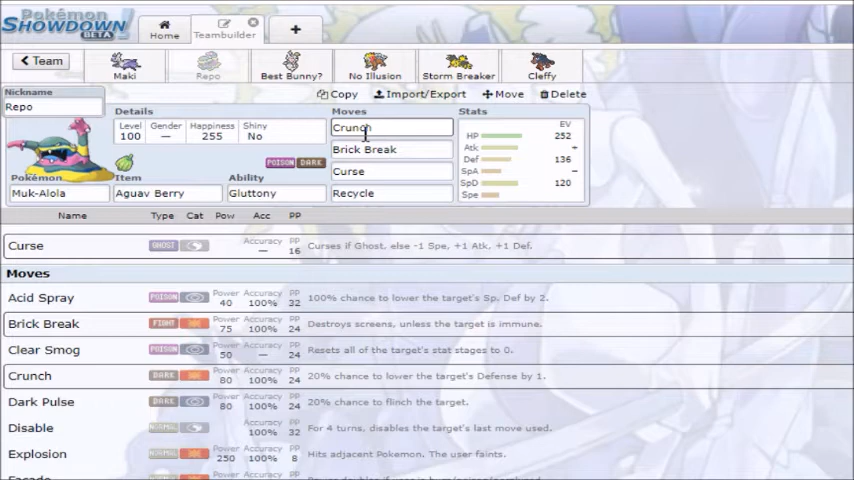 Pokémon
SHOWDOWN!
BETA
Home
Teambuilder
+
< Team
Maki
Repo
Best Bunny?
No Illusion
Storm Breaker
Cleffy
Copy
Import/Export
Move
Delete
Nickname
Repo
Details
Level Gender Happiness Shiny
100 — 255 No
POISON DARK
Pokémon
Muk-Alola
Item
Aguav Berry
Ability
Gluttony
Moves
Crunch
Brick Break
Curse
Recycle
Stats
EV
HP 252
Atk +
Def 136
SpA −
SpD 120
Spe
Name Type Cat Pow Acc PP
Curse GHOST Accuracy — PP 16 Curses if Ghost, else -1 Spe, +1 Atk, +1 Def.
Moves
Acid Spray POISON Power 40 Accuracy 100% PP 32 100% chance to lower the target's Sp. Def by 2.
Brick Break FIGHT Power 75 Accuracy 100% PP 24 Destroys screens, unless the target is immune.
Clear Smog POISON Power 50 Accuracy — PP 24 Resets all of the target's stat stages to 0.
Crunch DARK Power 80 Accuracy 100% PP 24 20% chance to lower the target's Defense by 1.
Dark Pulse DARK Power 80 Accuracy 100% PP 24 20% chance to flinch the target.
Disable NORMAL Accuracy 100% PP 32 For 4 turns, disables the target's last move used.
Explosion NORMAL Power 250 Accuracy 100% PP 8 Hits adjacent Pokemon. The user faints.